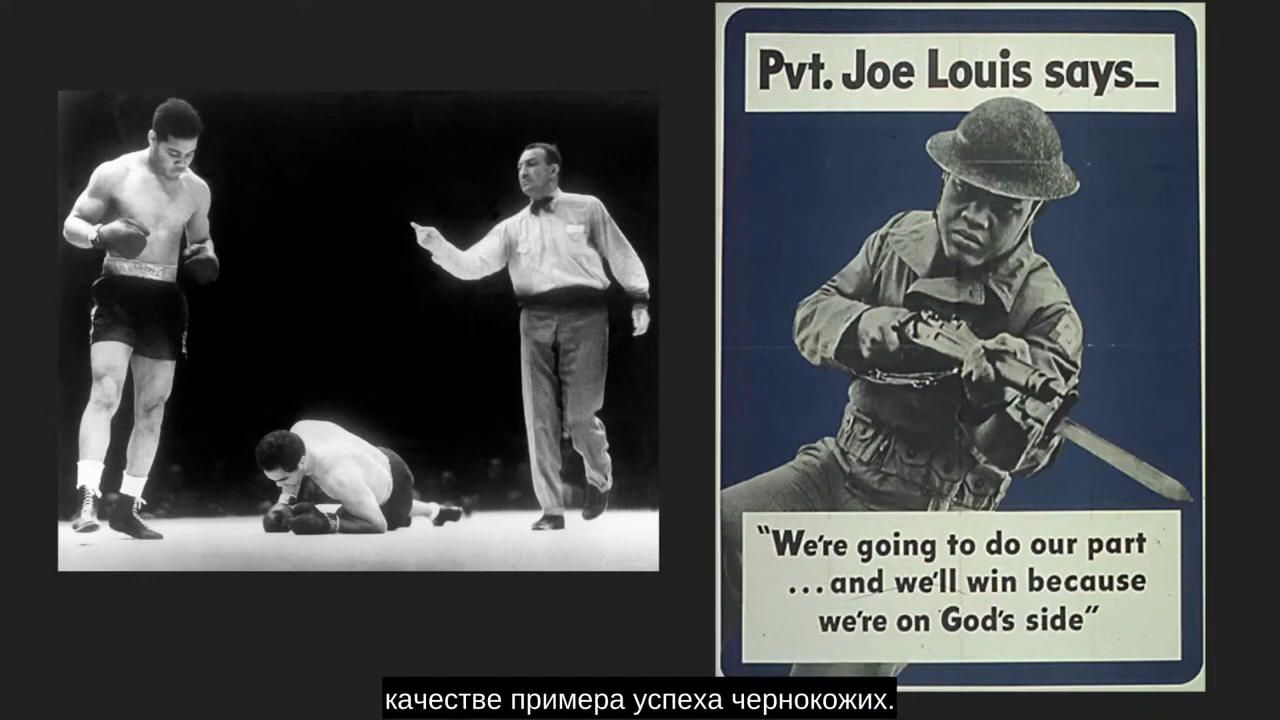 Pvt. Joe Louis says_
"We're going to do our part
...and we'll win because
we're on God's side"
качестве примера успеха чернокожих.